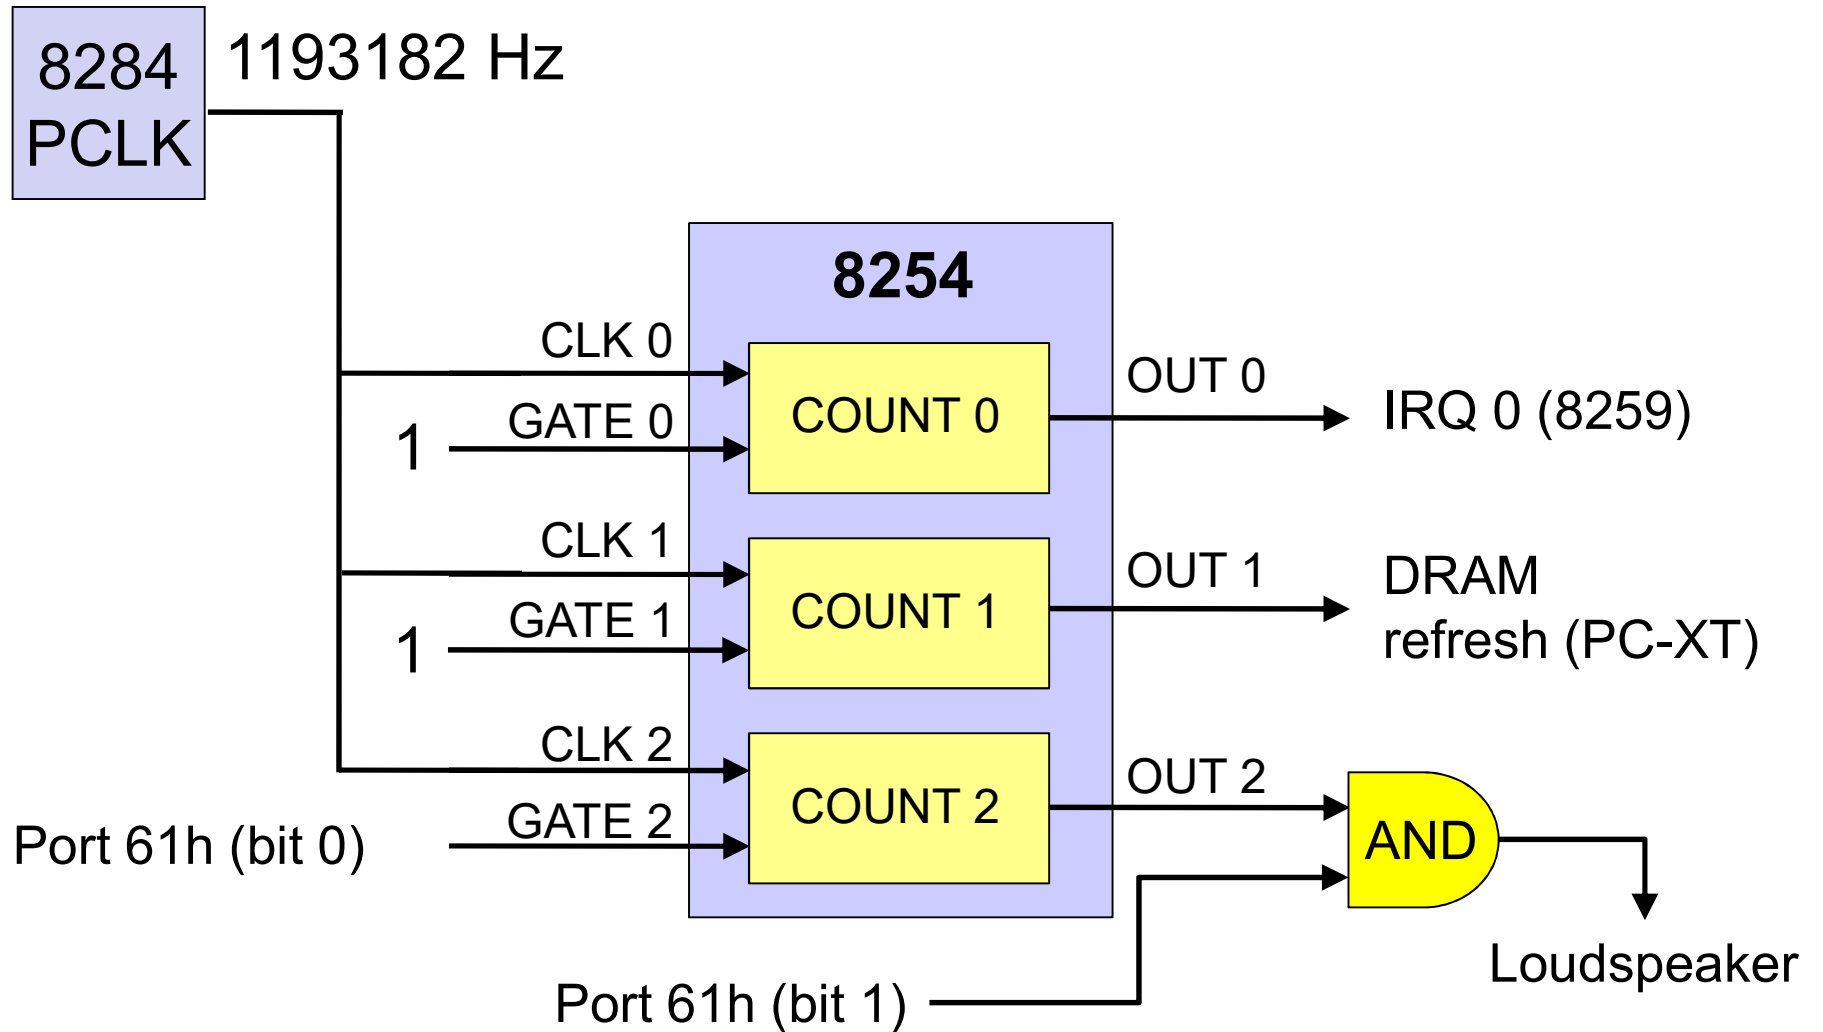 8284
PCLK
1193182 Hz
8254
CLK 0
GATE 0
1
COUNT 0
OUT 0
IRQ 0 (8259)
CLK 1
GATE 1
1
COUNT 1
OUT 1
DRAM
refresh (PC-XT)
CLK 2
GATE 2
Port 61h (bit 0)
COUNT 2
OUT 2
AND
Loudspeaker
Port 61h (bit 1)